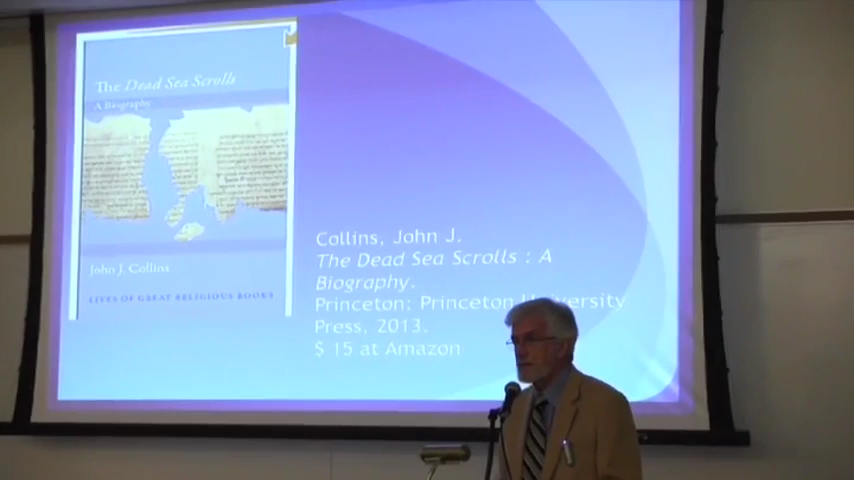 The Dead Sea Scrolls
A Biography
John J. Collins
LIVES OF GREAT RELIGIOUS BOOKS
Collins, John J.
The Dead Sea Scrolls : A
Biography.
Princeton: Princeton University
Press, 2013.
$ 15 at Amazon